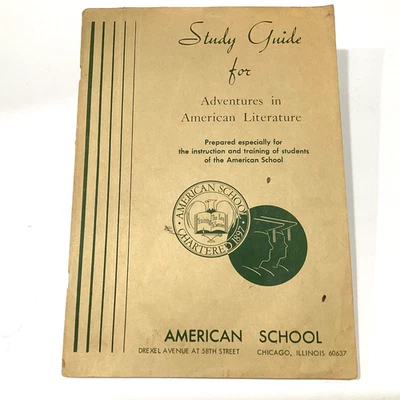 Study Guide
for
Adventures in
American Literature
Prepared especially for
the instruction and training of students
of the American School
· AMERICAN SCHOOL ·
CHARTERED 1897
AMERICAN SCHOOL
DREXEL AVENUE AT 58TH STREET CHICAGO, ILLINOIS 60637